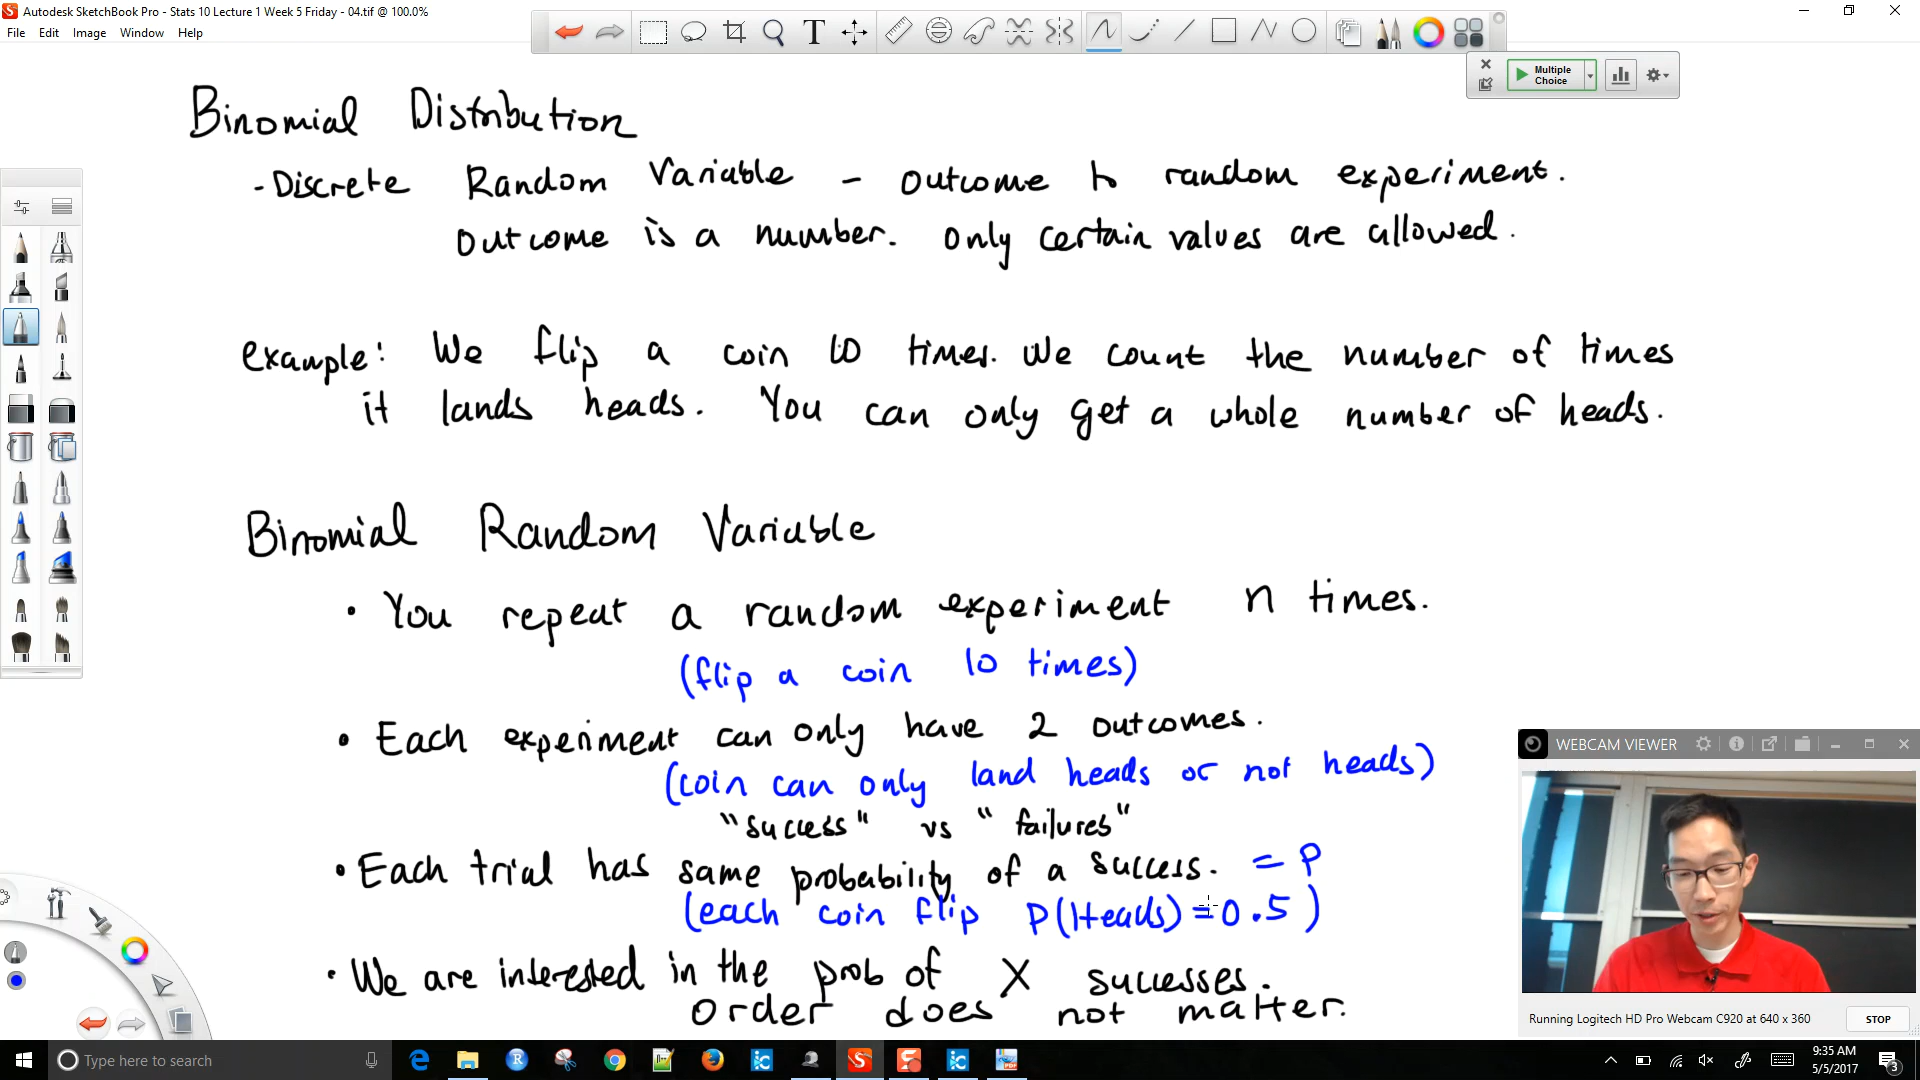 Autodesk SketchBook Pro - Stats 10 Lecture 1 Week 5 Friday - 04.tif @ 100.0%
File Edit Image Window Help
Multiple Choice
Binomial Distribution
- Discrete Random Variable - outcome to random experiment.
outcome is a number. Only certain values are allowed.
example: We flip a coin 10 times. We count the number of times
it lands heads. You can only get a whole number of heads.
Binomial Random Variable
• You repeat a random experiment n times.
(flip a coin 10 times)
• Each experiment can only have 2 outcomes.
(coin can only land heads or not heads)
"success" vs "failures"
• Each trial has same probability of a success. = P
(each coin flip P(Heads) = 0.5)
• We are interested in the prob of X successes.
order does not matter.
WEBCAM VIEWER
Running Logitech HD Pro Webcam C920 at 640 x 360
STOP
Type here to search
9:35 AM
5/5/2017
3